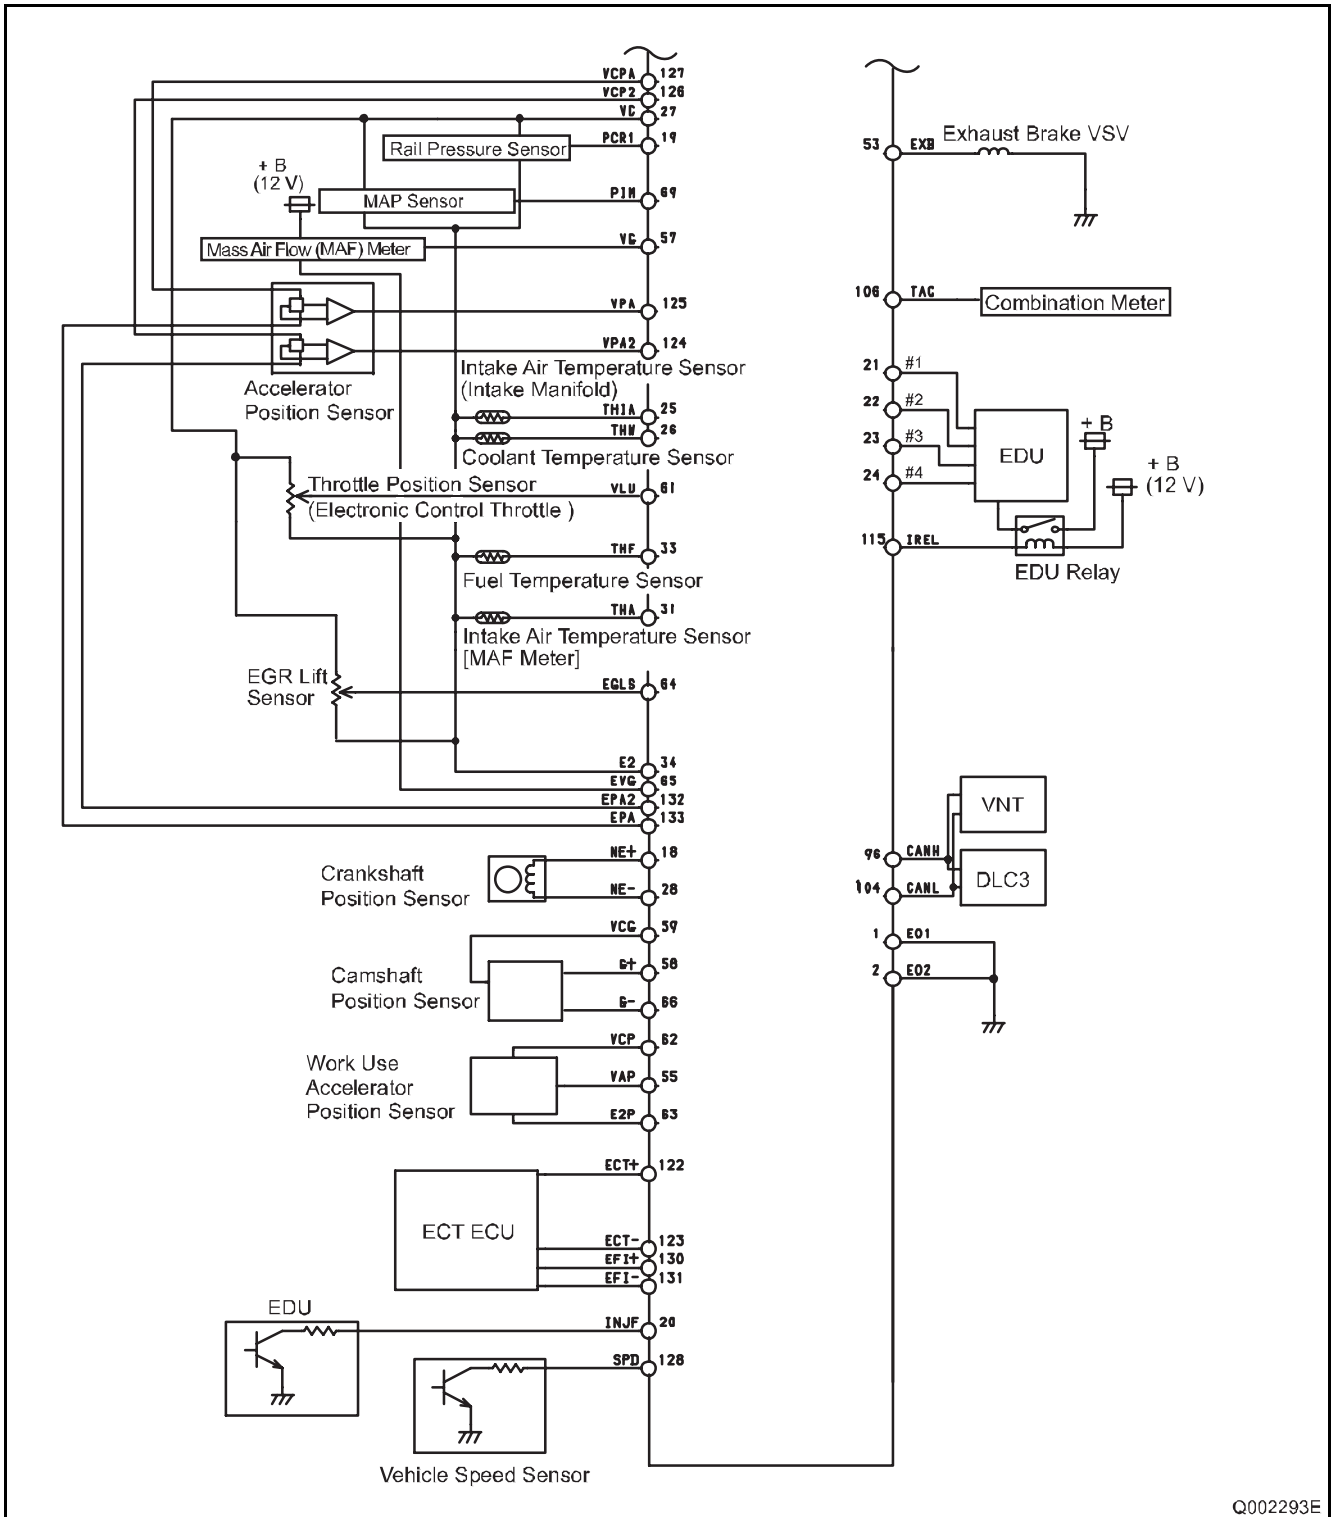 VCPA 127
VCP2 126
VC 27
PCR1 19
Rail Pressure Sensor
+ B
(12 V)
PIM 69
MAP Sensor
VG 57
Mass Air Flow (MAF) Meter
VPA 125
VPA2 124
Accelerator
Position Sensor
Intake Air Temperature Sensor
(Intake Manifold)
THIA 25
THW 26
Coolant Temperature Sensor
Throttle Position Sensor
(Electronic Control Throttle )
VLU 61
THF 33
Fuel Temperature Sensor
THA 31
Intake Air Temperature Sensor
[MAF Meter]
EGR Lift
Sensor
EGLS 64
E2 34
EVG 65
EPA2 132
EPA 133
Crankshaft
Position Sensor
NE+ 18
NE- 28
VCG 59
Camshaft
Position Sensor
G+ 58
G- 66
VCP 62
Work Use
Accelerator
Position Sensor
VAP 55
E2P 63
ECT+ 122
ECT ECU
ECT- 123
EFI+ 130
EFI- 131
EDU
INJF 20
SPD 128
Vehicle Speed Sensor
53 EXB
Exhaust Brake VSV
106 TAC
Combination Meter
21 #1
22 #2
23 #3
24 #4
EDU
+ B
+ B
(12 V)
115 IREL
EDU Relay
VNT
96 CANH
DLC3
104 CANL
1 E01
2 E02
Q002293E